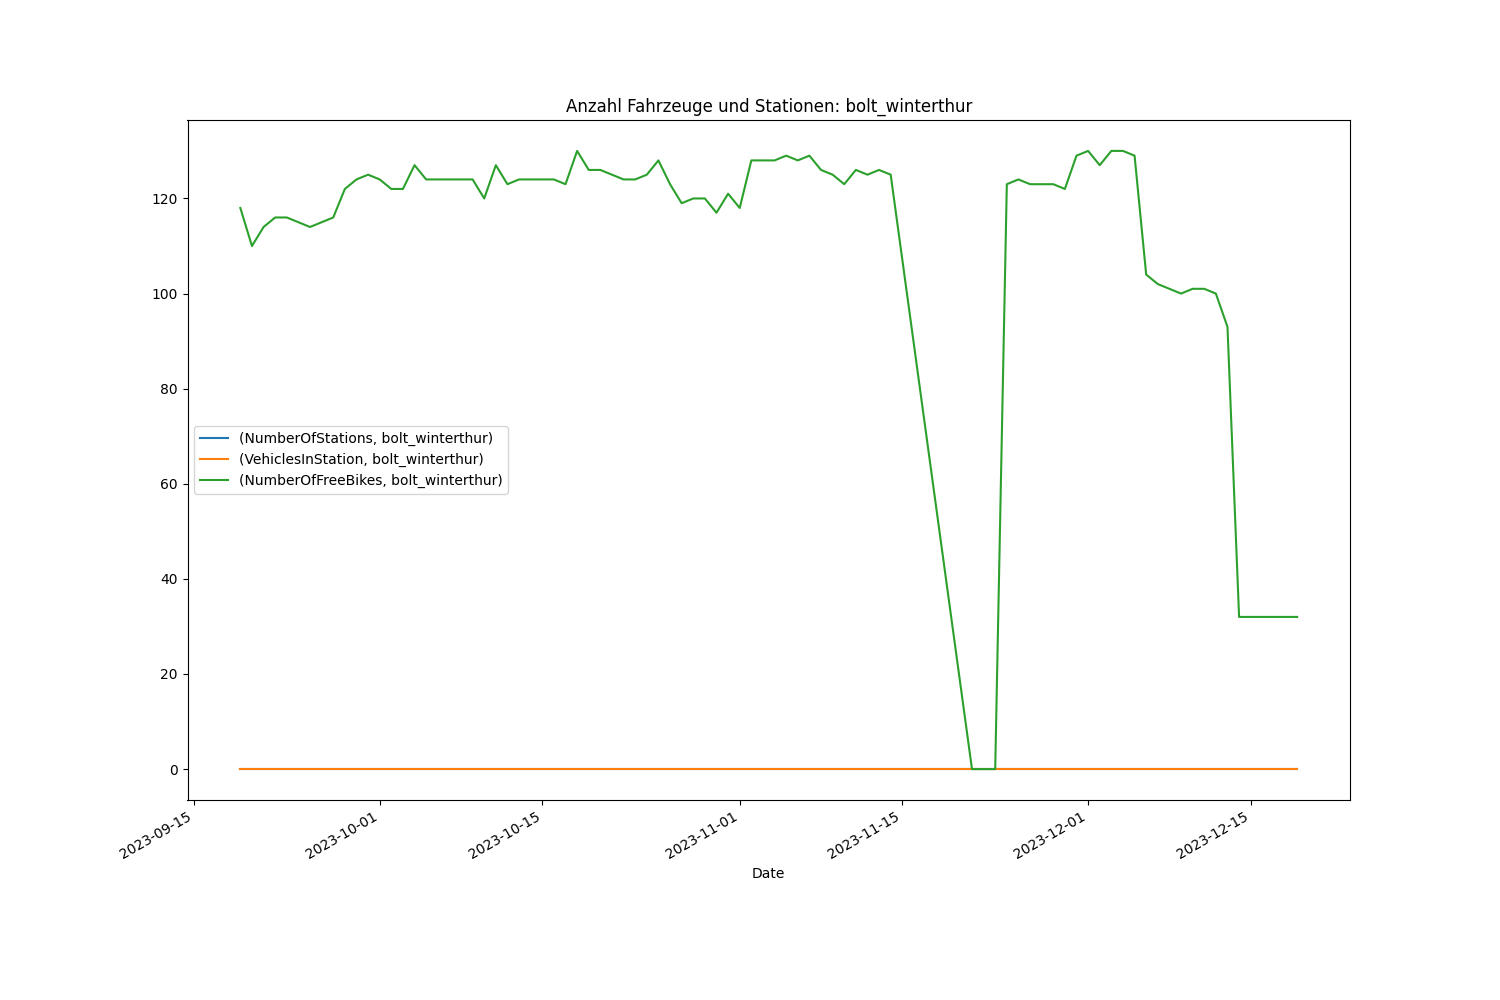 Anzahl Fahrzeuge und Stationen: bolt_winterthur
120
100
80
60
40
20
0
(NumberOfStations, bolt_winterthur)
(VehiclesInStation, bolt_winterthur)
(NumberOfFreeBikes, bolt_winterthur)
2023-09-15
2023-10-01
2023-10-15
2023-11-01
2023-11-15
2023-12-01
2023-12-15
Date